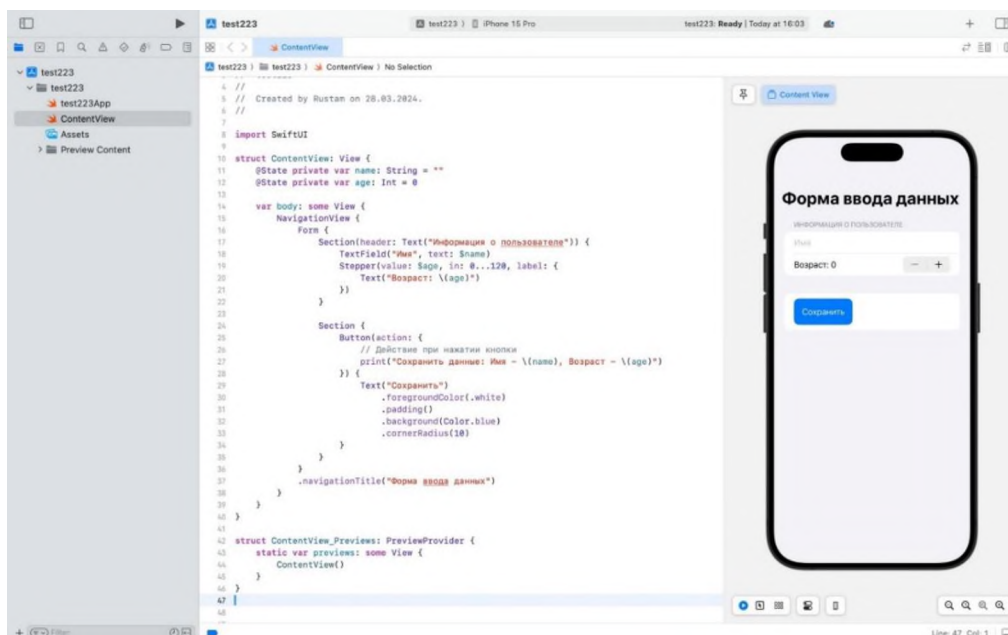 test223
test223 〉 iPhone 15 Pro
test223: Ready | Today at 16:03
ContentView
test223 〉 test223 〉 ContentView 〉 No Selection
test223
test223
test223App
ContentView
Assets
Preview Content
4 //
5 //  Created by Rustam on 28.03.2024.
6 //
7
8 import SwiftUI
9
10 struct ContentView: View {
11     @State private var name: String = ""
12     @State private var age: Int = 0
13
14     var body: some View {
15         NavigationView {
16             Form {
17                 Section(header: Text("Информация о пользователе")) {
18                     TextField("Имя", text: $name)
19                     Stepper(value: $age, in: 0...120, label: {
20                         Text("Возраст: \(age)")
21                     })
22                 }
23
24                 Section {
25                     Button(action: {
26                         // Действие при нажатии кнопки
27                         print("Сохранить данные: Имя – \(name), Возраст – \(age)")
28                     }) {
29                         Text("Сохранить")
30                             .foregroundColor(.white)
31                             .padding()
32                             .background(Color.blue)
33                             .cornerRadius(10)
34                     }
35                 }
36             }
37             .navigationTitle("Форма ввода данных")
38         }
39     }
40 }
41
42 struct ContentView_Previews: PreviewProvider {
43     static var previews: some View {
44         ContentView()
45     }
46 }
47
48
Content View
Форма ввода данных
ИНФОРМАЦИЯ О ПОЛЬЗОВАТЕЛЕ
Имя
Возраст: 0
Сохранить
Filter
Line: 47 Col: 1